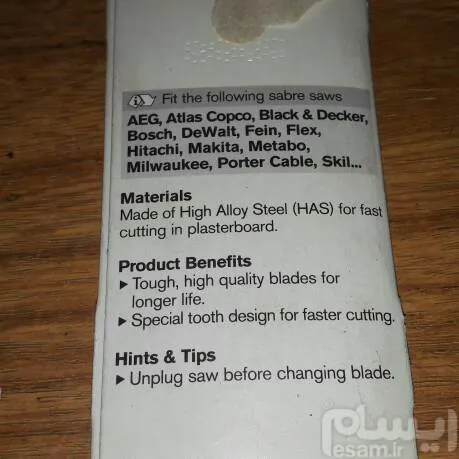 Fit the following sabre saws
AEG, Atlas Copco, Black & Decker,
Bosch, DeWalt, Fein, Flex,
Hitachi, Makita, Metabo,
Milwaukee, Porter Cable, Skil...
Materials
Made of High Alloy Steel (HAS) for fast
cutting in plasterboard.
Product Benefits
▸ Tough, high quality blades for
longer life.
▸ Special tooth design for faster cutting.
Hints & Tips
▸ Unplug saw before changing blade.
ایسام
esam.ir